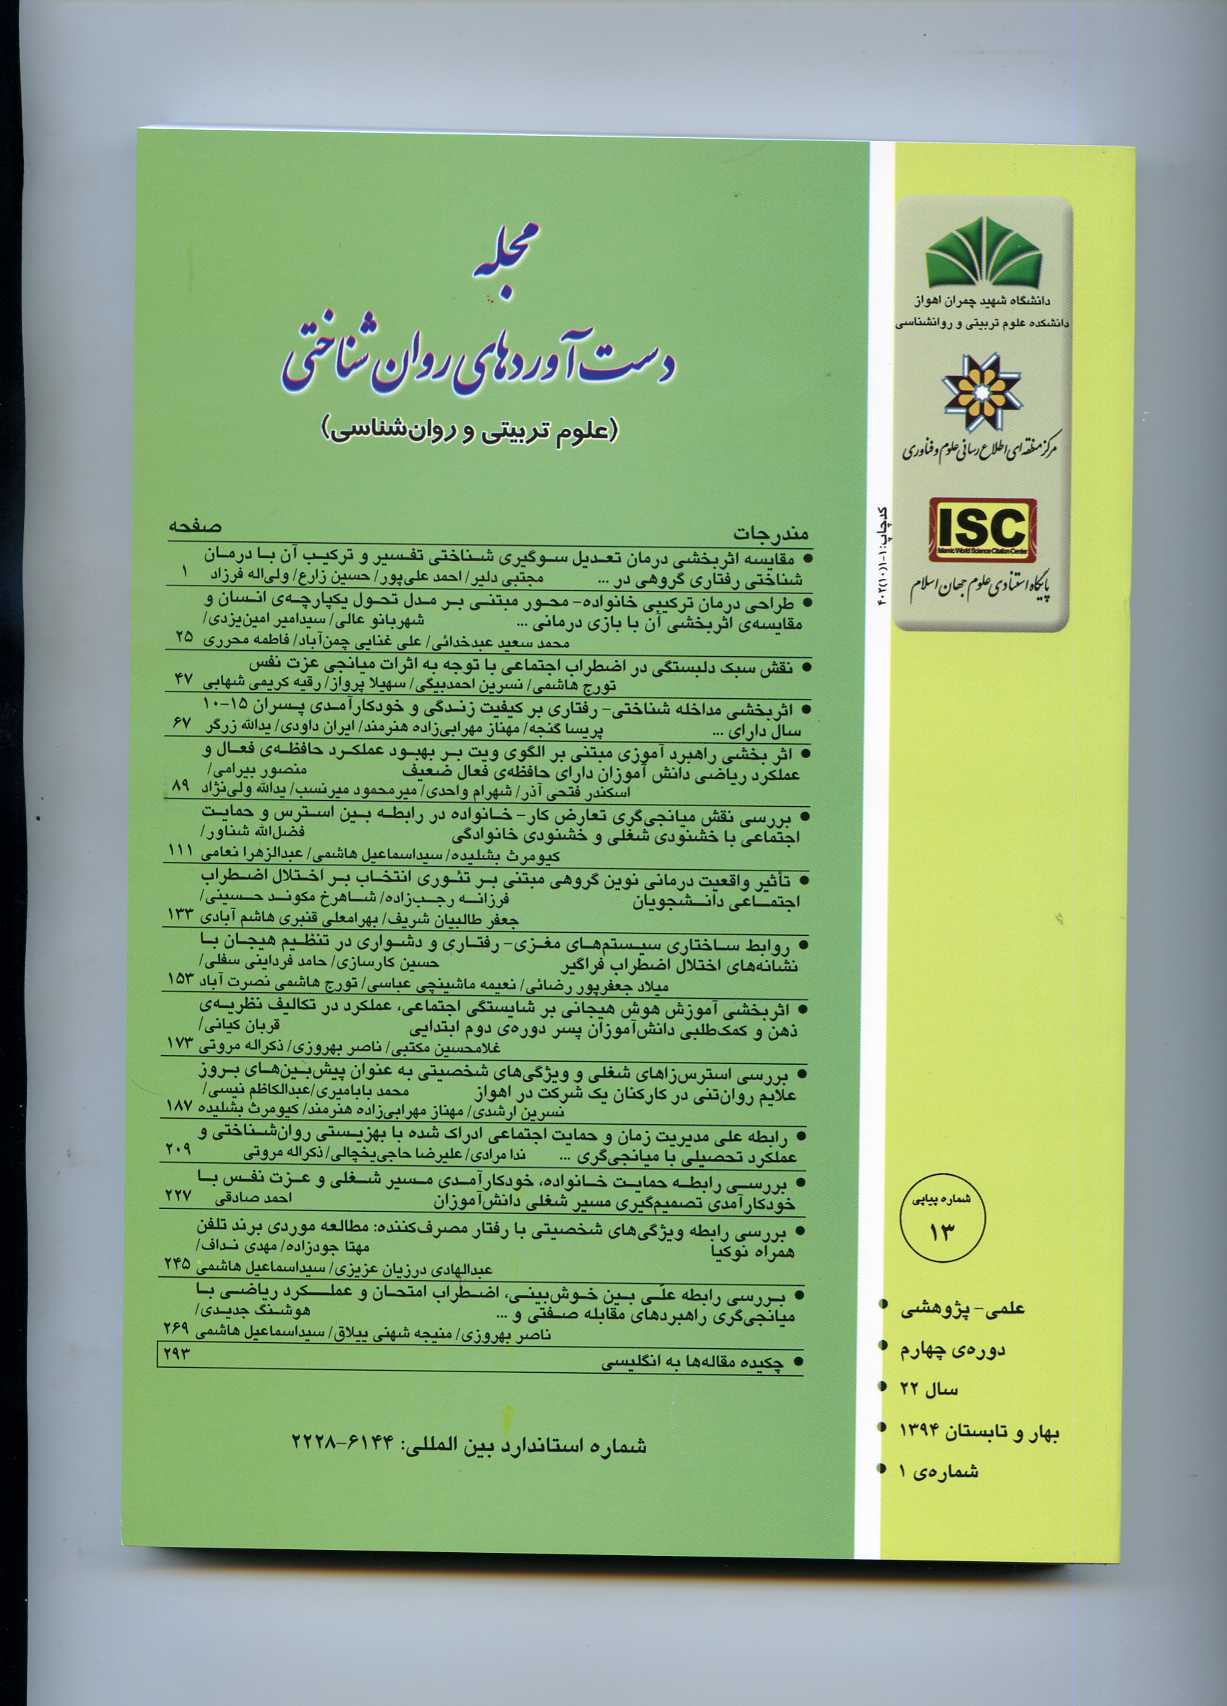 دانشگاه شهید چمران اهواز
دانشکده علوم تربیتی و روانشناسی
مرکز منطقه ای اطلاع رسانی علوم و فناوری
ISC
Islamic World Science Citation Center
پایگاه استنادی علوم جهان اسلام
مجله
دست‌آوردهای روان‌شناختی
(علوم تربیتی و روان‌شناسی)
کدچاپ: ۱-۱(۱۰)۴۰۲
مندرجات صفحه
• مقایسه اثربخشی درمان تعدیل سوگیری شناختی تفسیر و ترکیب آن با درمان
شناختی رفتاری گروهی در ... مجتبی دلیر/ احمد علی‌پور/ حسین زارع/ ولی‌اله فرزاد ۱
• طراحی درمان ترکیبی خانواده- محور مبتنی بر مدل تحول یکپارچه‌ی انسان و
مقایسه‌ی اثربخشی آن با بازی درمانی ... شهربانو عالی/ سیدامیر امین‌یزدی/
محمد سعید عبدخدائی/ علی غنایی چمن‌آباد/ فاطمه محرری ۲۵
• نقش سبک دلبستگی در اضطراب اجتماعی با توجه به اثرات میانجی عزت نفس
تورج هاشمی/ نسرین احمدبیگی/ سهیلا پرواز/ رقیه کریمی شهابی ۴۷
• اثربخشی مداخله شناختی- رفتاری بر کیفیت زندگی و خودکارآمدی پسران ۱۵-۱۰
سال دارای ... پریسا گنجه/ مهناز مهرابی‌زاده هنرمند/ ایران داودی/ یدالله زرگر ۶۷
• اثر بخشی راهبرد آموزی مبتنی بر الگوی ویت بر بهبود عملکرد حافظه‌ی فعال و
عملکرد ریاضی دانش آموزان دارای حافظه‌ی فعال ضعیف منصور بیرامی/
اسکندر فتحی آذر/ شهرام واحدی/ میرمحمود میرنسب/ یدالله ولی‌نژاد ۸۹
• بررسی نقش میانجی‌گری تعارض کار- خانواده در رابطه بین استرس و حمایت
اجتماعی با خشنودی شغلی و خشنودی خانوادگی فضل‌الله شناور/
کیومرث بشلیده/ سیداسماعیل هاشمی/ عبدالزهرا نعامی ۱۱۱
• تأثیر واقعیت درمانی نوین گروهی مبتنی بر تئوری انتخاب بر اختلال اضطراب
اجتماعی دانشجویان فرزانه رجب‌زاده/ شاهرخ مکوند حسینی/
جعفر طالبیان شریف/ بهرامعلی قنبری هاشم آبادی ۱۳۳
• روابط ساختاری سیستم‌های مغزی- رفتاری و دشواری در تنظیم هیجان با
نشانه‌های اختلال اضطراب فراگیر حسین کارسازی/ حامد فرداینی سفلی/
میلاد جعفرپور رضائی/ نعیمه ماشینچی عباسی/ تورج هاشمی نصرت آباد ۱۵۳
• اثربخشی آموزش هوش هیجانی بر شایستگی اجتماعی، عملکرد در تکالیف نظریه‌ی
ذهن و کمک‌طلبی دانش‌آموزان پسر دوره‌ی دوم ابتدایی قربان کیانی/
غلامحسین مکتبی/ ناصر بهروزی/ ذکراله مروتی ۱۷۳
• بررسی استرس‌زاهای شغلی و ویژگی‌های شخصیتی به عنوان پیش‌بین‌های بروز
علایم روان‌تنی در کارکنان یک شرکت در اهواز محمد بابامیری/عبدالکاظم نیسی/
نسرین ارشدی/ مهناز مهرابی‌زاده هنرمند/ کیومرث بشلیده ۱۸۷
• رابطه علی مدیریت زمان و حمایت اجتماعی ادراک شده با بهزیستی روان‌شناختی و
عملکرد تحصیلی با میانجی‌گری ... ندا مرادی/ علیرضا حاجی‌یخچالی/ ذکراله مروتی ۲۰۹
• بررسی رابطه حمایت خانواده، خودکارآمدی مسیر شغلی و عزت نفس با
خودکارآمدی تصمیم‌گیری مسیر شغلی دانش‌آموزان احمد صادقی ۲۲۷
• بررسی رابطه ویژگی‌های شخصیتی با رفتار مصرف‌کننده: مطالعه موردی برند تلفن
همراه نوکیا مهتا جودزاده/ مهدی نداف/
عبدالهادی درزیان عزیزی/ سیداسماعیل هاشمی ۲۴۵
• بررسی رابطه علّی بین خوش‌بینی، اضطراب امتحان و عملکرد ریاضی با
میانجی‌گری راهبردهای مقابله صفتی و ... هوشنگ جدیدی/
ناصر بهروزی/ منیجه شهنی ییلاق/ سیداسماعیل هاشمی ۲۶۹
• چکیده مقاله‌ها به انگلیسی ۲۹۳
شماره استاندارد بین المللی: ۶۱۴۴-۲۲۲۸
شماره پیاپی
۱۳
• علمی- پژوهشی
• دوره‌ی چهارم
• سال ۲۲
• بهار و تابستان ۱۳۹۴
• شماره‌ی ۱